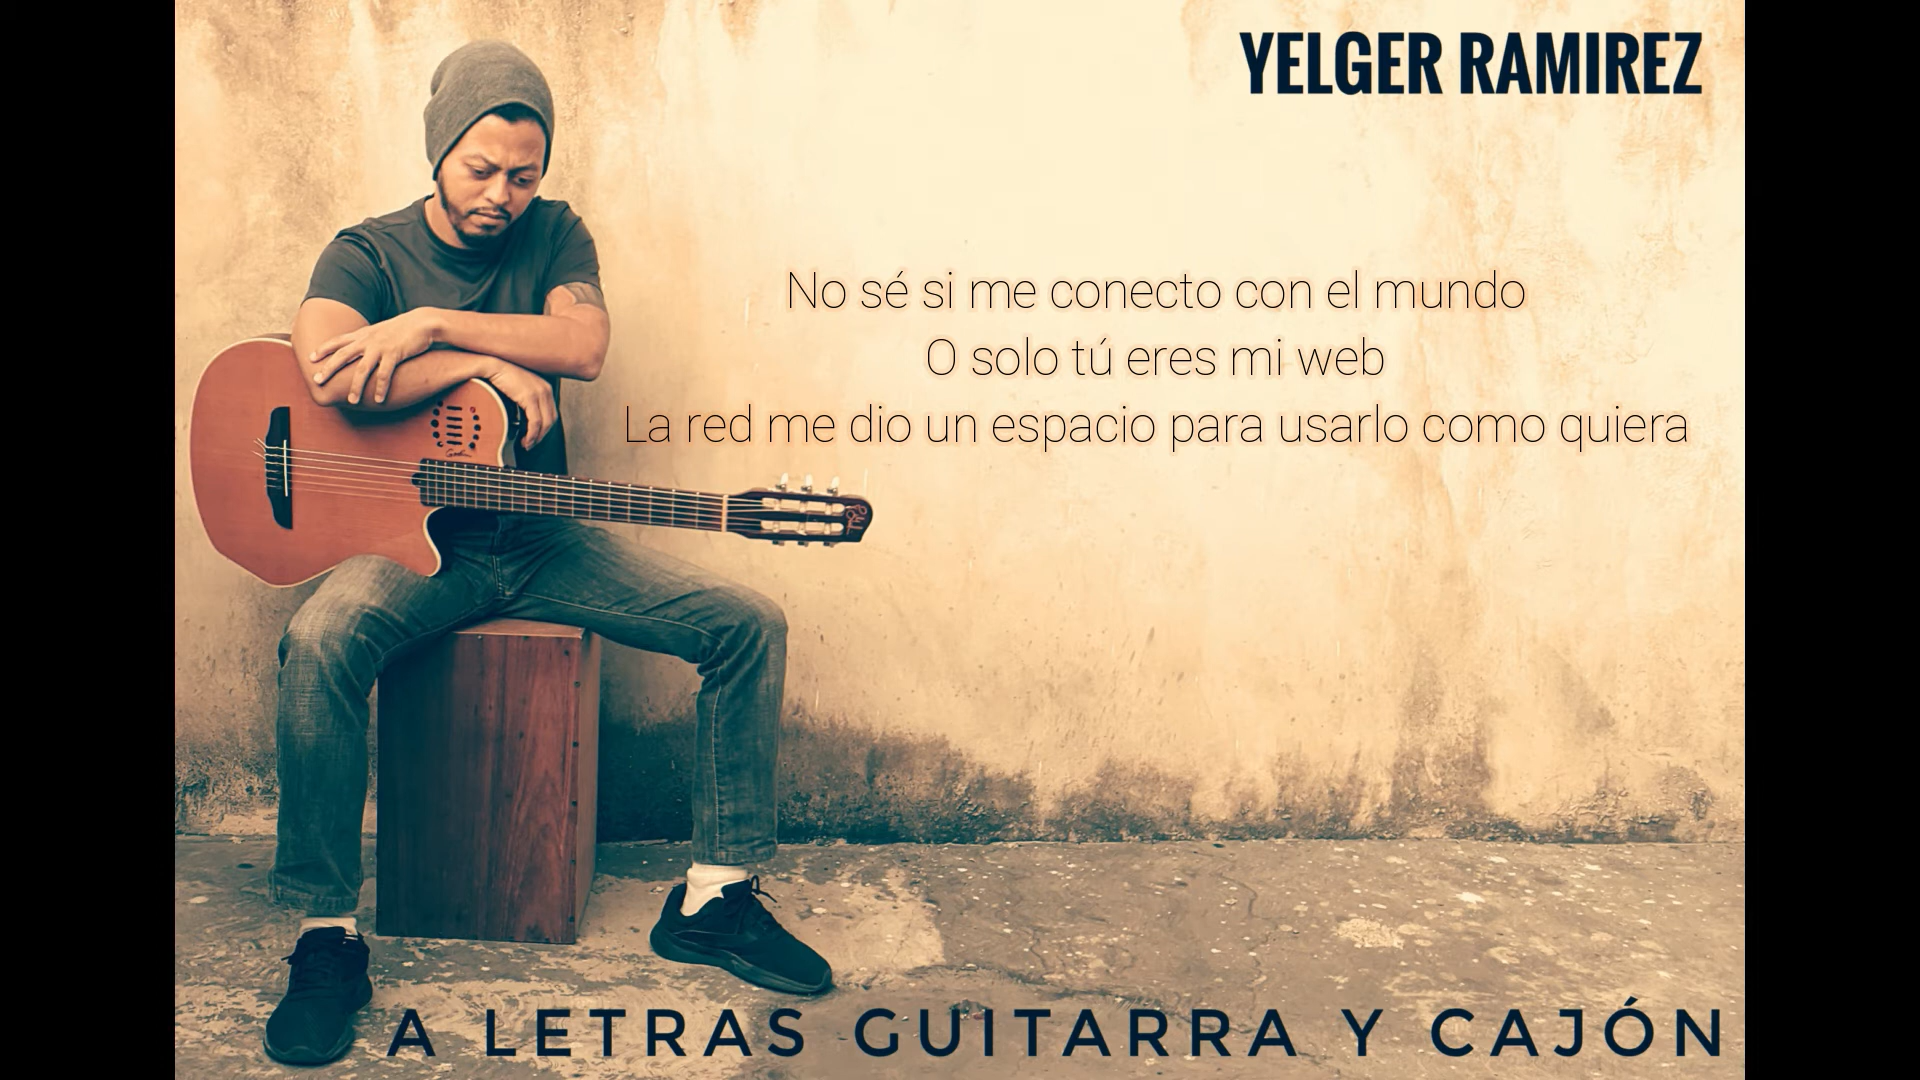 YELGER RAMIREZ
No sé si me conecto con el mundo
O solo tú eres mi web
La red me dio un espacio para usarlo como quiera
A LETRAS GUITARRA Y CAJÓN